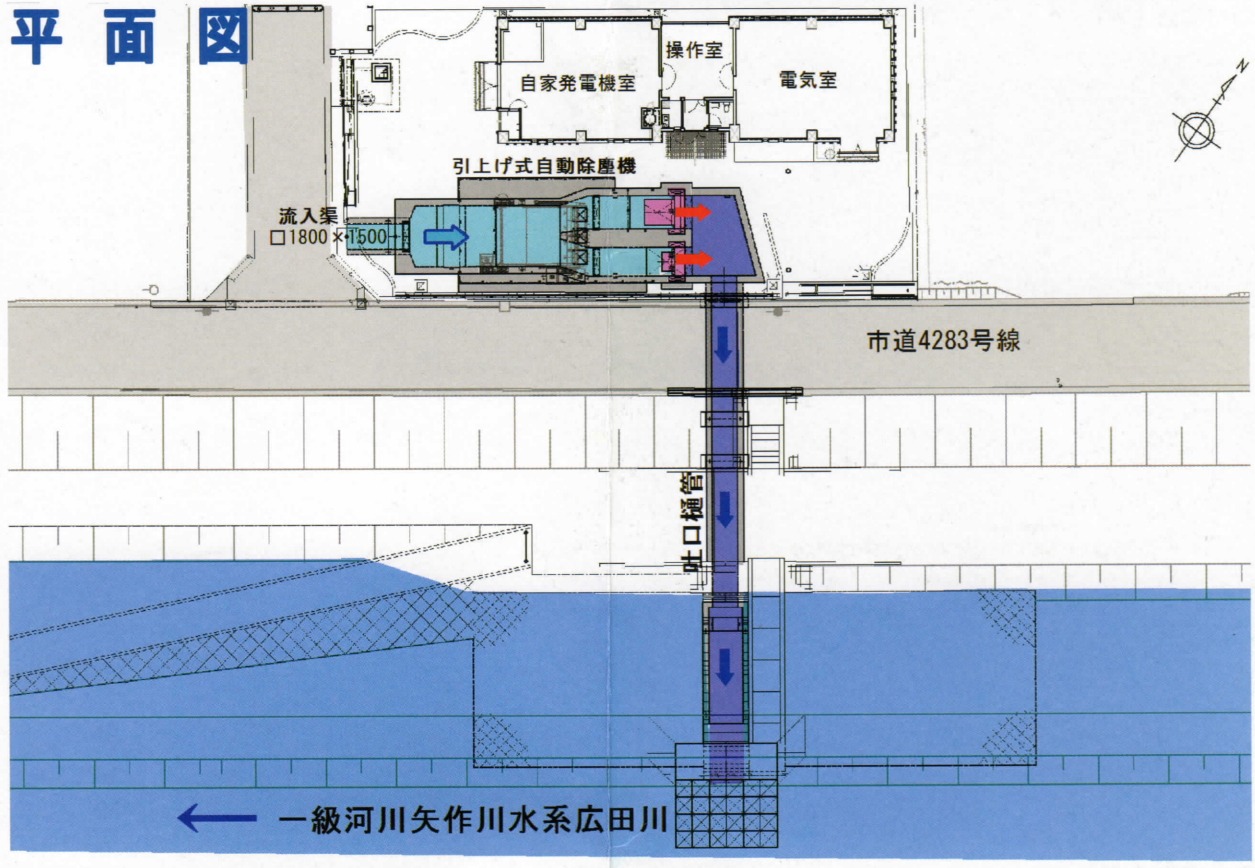 平面図
N
操作室
自家発電機室
電気室
引上げ式自動除塵機
流入渠
□1800×1500
市道4283号線
吐口樋管
一級河川矢作川水系広田川